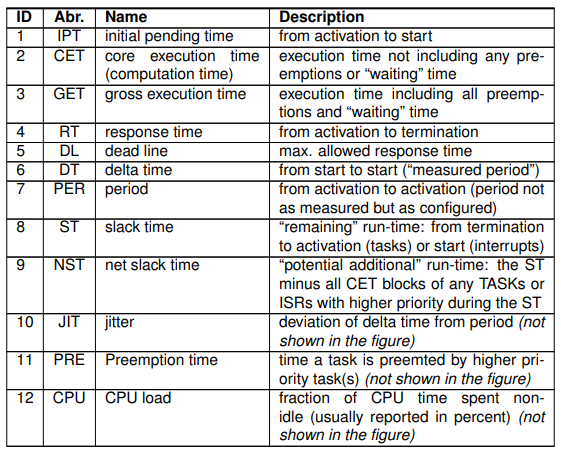 ID Abr. Name Description
1 IPT initial pending time from activation to start
2 CET core execution time execution time not including any pre-
(computation time) emptions or “waiting” time
3 GET gross execution time execution time including all preemp-
tions and “waiting” time
4 RT response time from activation to termination
5 DL dead line max. allowed response time
6 DT delta time from start to start (“measured period”)
7 PER period from activation to activation (period not
as measured but as configured)
8 ST slack time “remaining” run-time: from termination
to activation (tasks) or start (interrupts)
9 NST net slack time “potential additional” run-time: the ST
minus all CET blocks of any TASKs or
ISRs with higher priority during the ST
10 JIT jitter deviation of delta time from period (not
shown in the figure)
11 PRE Preemption time time a task is preemted by higher pri-
ority task(s) (not shown in the figure)
12 CPU CPU load fraction of CPU time spent non-
idle (usually reported in percent) (not
shown in the figure)